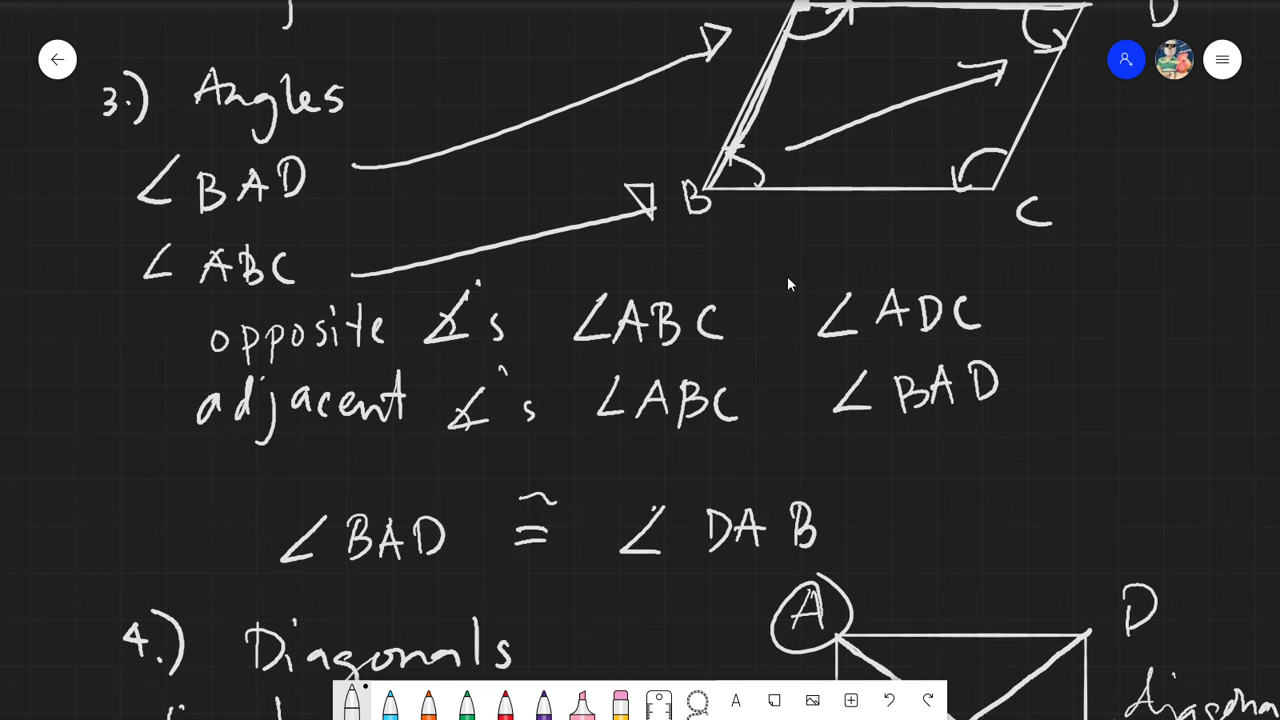 D
3.) Angles
∠BAD
B
∠ABC
C
opposite ∡'s ∠ABC ∠ADC
adjacent ∡'s ∠ABC ∠BAD
∠BAD ≅ ∠DAB
A D
4.) Diagonals
A